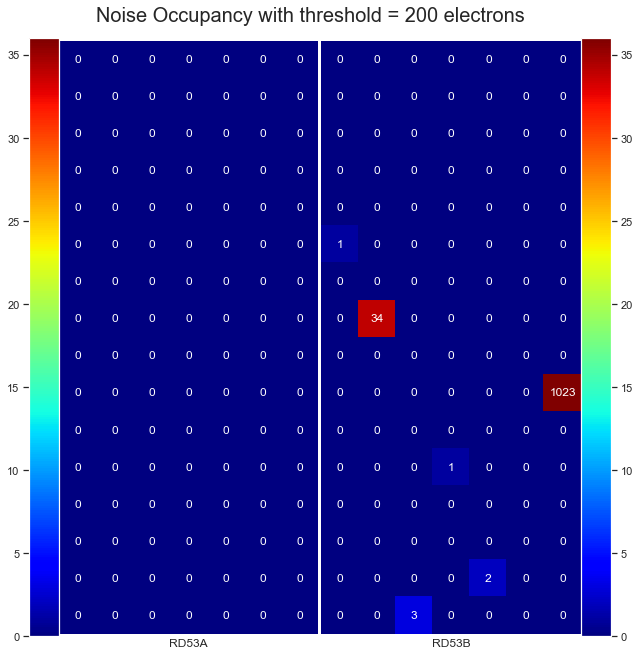 Noise Occupancy with threshold = 200 electrons
35 0 0 0 0 0 0 0 0 0 0 0 0 0 0 35
0 0 0 0 0 0 0 0 0 0 0 0 0 0
30 0 0 0 0 0 0 0 0 0 0 0 0 0 0 30
0 0 0 0 0 0 0 0 0 0 0 0 0 0
25 0 0 0 0 0 0 0 0 0 0 0 0 0 0 25
0 0 0 0 0 0 0 1 0 0 0 0 0 0
20 0 0 0 0 0 0 0 0 0 0 0 0 0 0 20
0 0 0 0 0 0 0 0 34 0 0 0 0 0
0 0 0 0 0 0 0 0 0 0 0 0 0 0
15 0 0 0 0 0 0 0 0 0 0 0 0 0 1023 15
0 0 0 0 0 0 0 0 0 0 0 0 0 0
10 0 0 0 0 0 0 0 0 0 0 1 0 0 0 10
0 0 0 0 0 0 0 0 0 0 0 0 0 0
5 0 0 0 0 0 0 0 0 0 0 0 0 0 0 5
0 0 0 0 0 0 0 0 0 0 0 2 0 0
0 0 0 0 0 0 0 0 0 3 0 0 0 0
0 0
RD53A RD53B